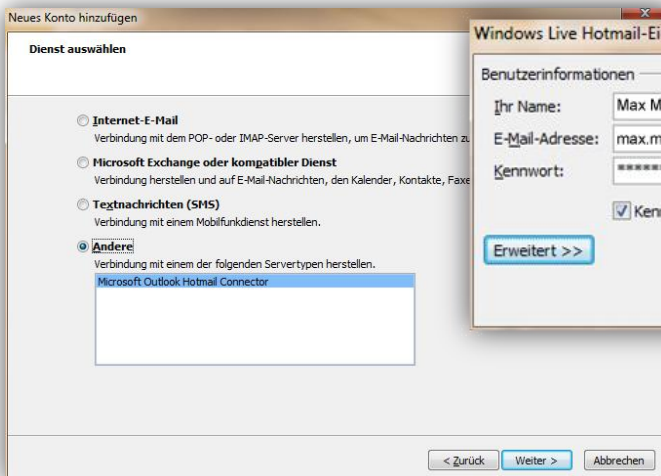 Neues Konto hinzufügen
Dienst auswählen
Internet-E-Mail
Verbindung mit dem POP- oder IMAP-Server herstellen, um E-Mail-Nachrichten
Microsoft Exchange oder kompatibler Dienst
Verbindung herstellen und auf E-Mail-Nachrichten, den Kalender, Kontakte, Faxe
Textnachrichten (SMS)
Verbindung mit einem Mobilfunkdienst herstellen.
Andere
Verbindung mit einem der folgenden Servertypen herstellen.
Microsoft Outlook Hotmail Connector
< Zurück
Weiter >
Abbrechen
Windows Live Hotmail-Ei
Benutzerinformationen
Ihr Name:
Max M
E-Mail-Adresse:
max.m
Kennwort:
******
Kenn
Erweitert >>